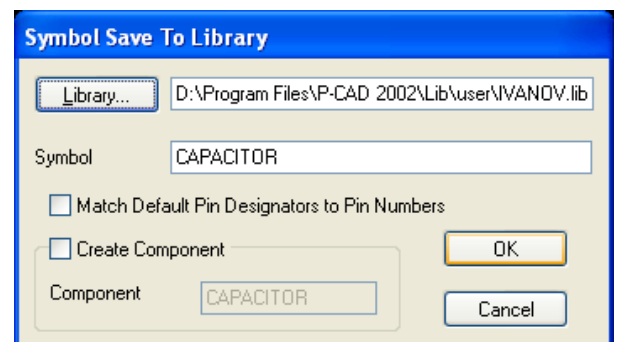 Symbol Save To Library
Library... D:\Program Files\P-CAD 2002\Lib\user\IVANOV.lib
Symbol CAPACITOR
Match Default Pin Designators to Pin Numbers
Create Component OK
Component CAPACITOR Cancel